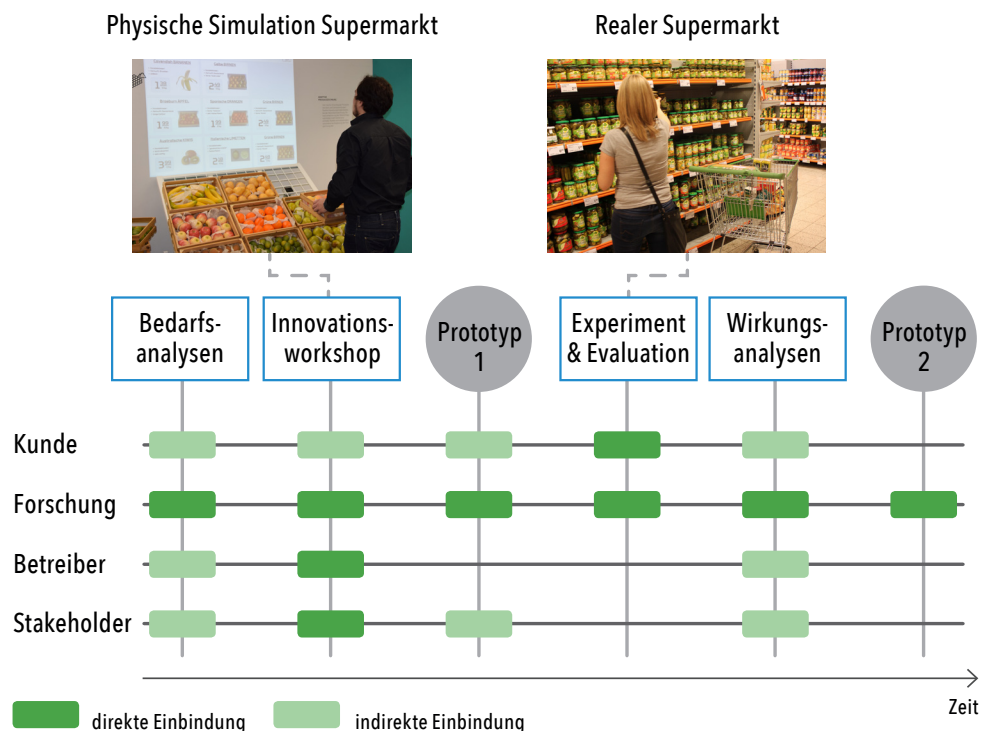 Physische Simulation Supermarkt
Realer Supermarkt
Bedarfs-
analysen
Innovations-
workshop
Prototyp
1
Experiment
& Evaluation
Wirkungs-
analysen
Prototyp
2
Kunde
Forschung
Betreiber
Stakeholder
Zeit
direkte Einbindung
indirekte Einbindung